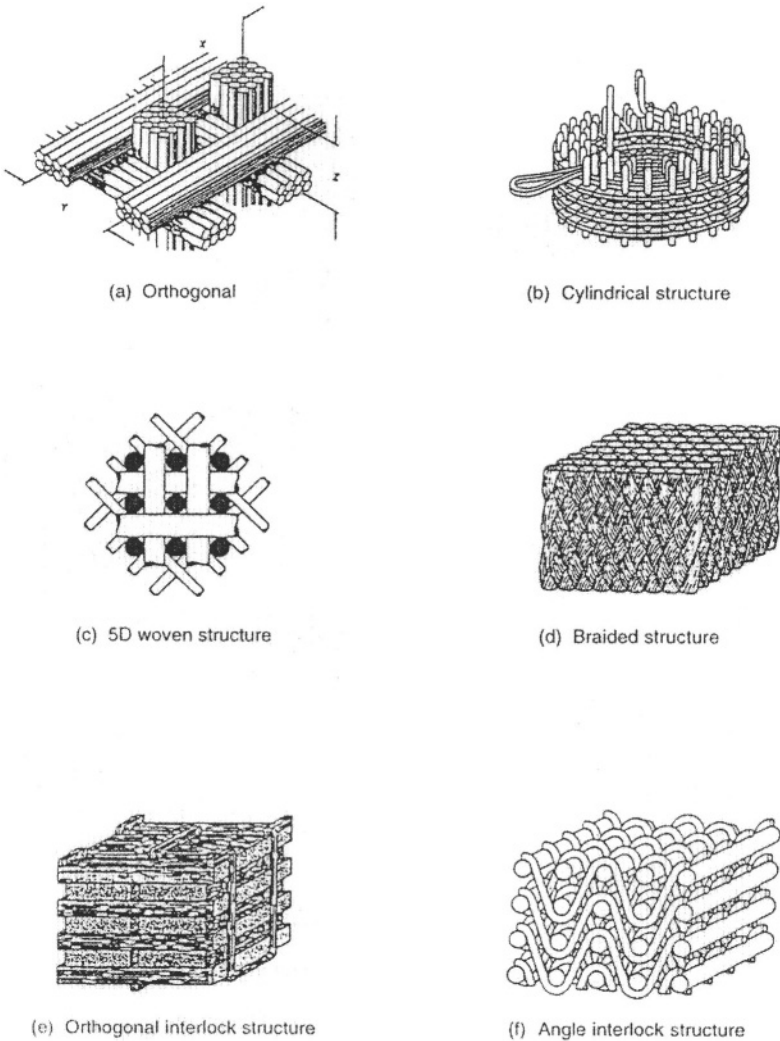 X
Y
Z
(a) Orthogonal
(b) Cylindrical structure
(c) 5D woven structure
(d) Braided structure
(e) Orthogonal interlock structure
(f) Angle interlock structure